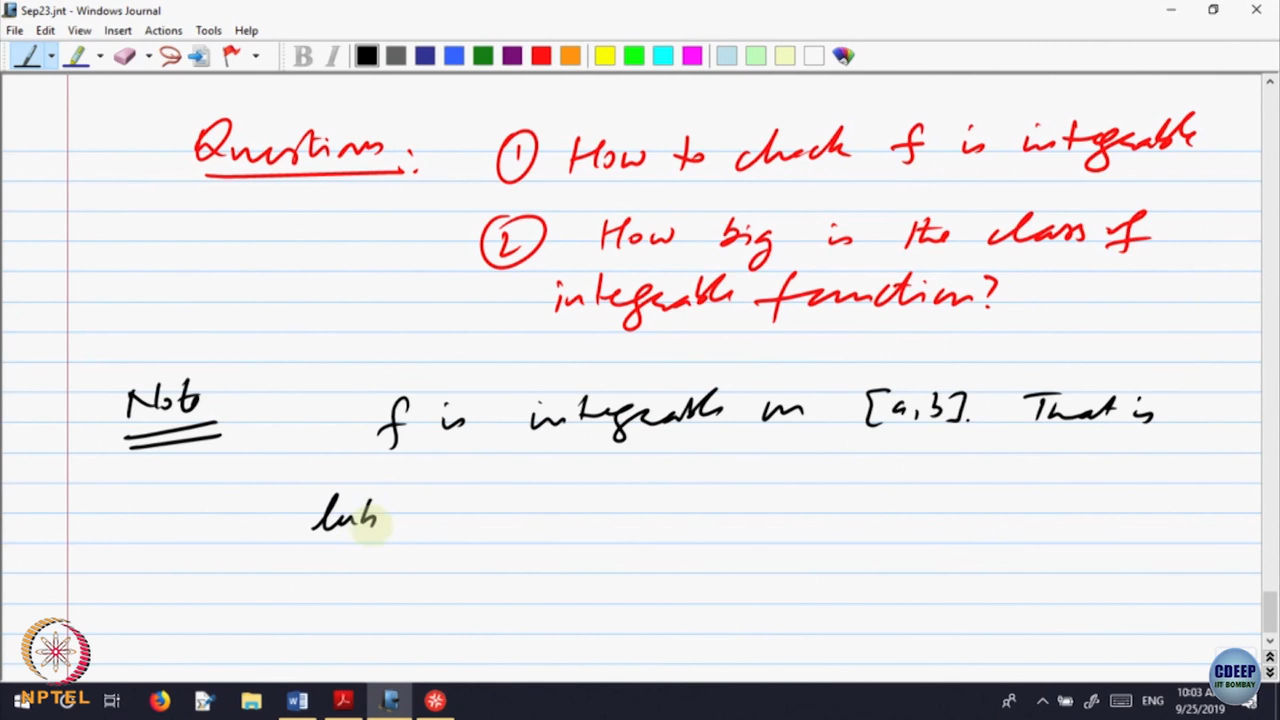 Sep23.jnt - Windows Journal
File Edit View Insert Actions Tools Help
B I
Questions: ① How to check f is integrable
② How big is the class of
integrable function?
Note f is integrable on [a,b]. That is
lub
NPTEL
CDEEP
IIT BOMBAY
ENG
10:03 A
9/25/2019